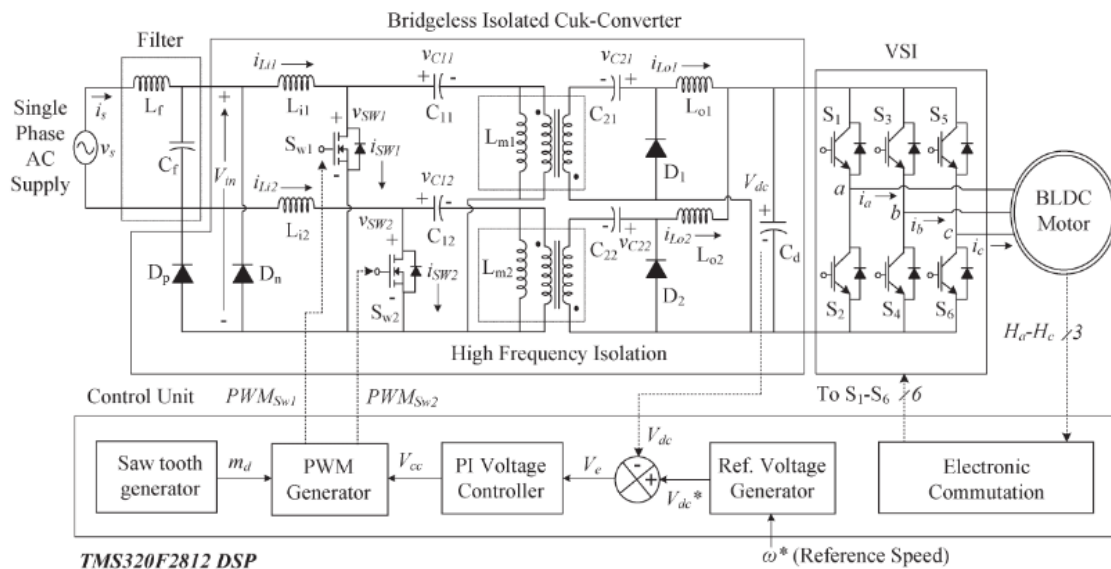 Bridgeless Isolated Cuk-Converter
Filter
VSI
Single
Phase
AC
Supply
i_s
v_s
L_f
C_f
V_in
D_p
D_n
i_Li1
L_i1
i_Li2
L_i2
v_SW1
S_w1
i_SW1
v_SW2
S_w2
i_SW2
v_C11
C_11
v_C12
C_12
L_m1
L_m2
v_C21
C_21
C_22
v_C22
i_Lo1
L_o1
i_Lo2
L_o2
D_1
D_2
V_dc
C_d
S_1
S_3
S_5
S_2
S_4
S_6
a
b
c
i_a
i_b
i_c
BLDC
Motor
High Frequency Isolation
H_a-H_c /3
To S_1-S_6 /6
Control Unit
PWM_Sw1
PWM_Sw2
Saw tooth
generator
m_d
PWM
Generator
V_cc
PI Voltage
Controller
V_e
V_dc
- +
V_dc*
Ref. Voltage
Generator
Electronic
Commutation
ω* (Reference Speed)
TMS320F2812 DSP